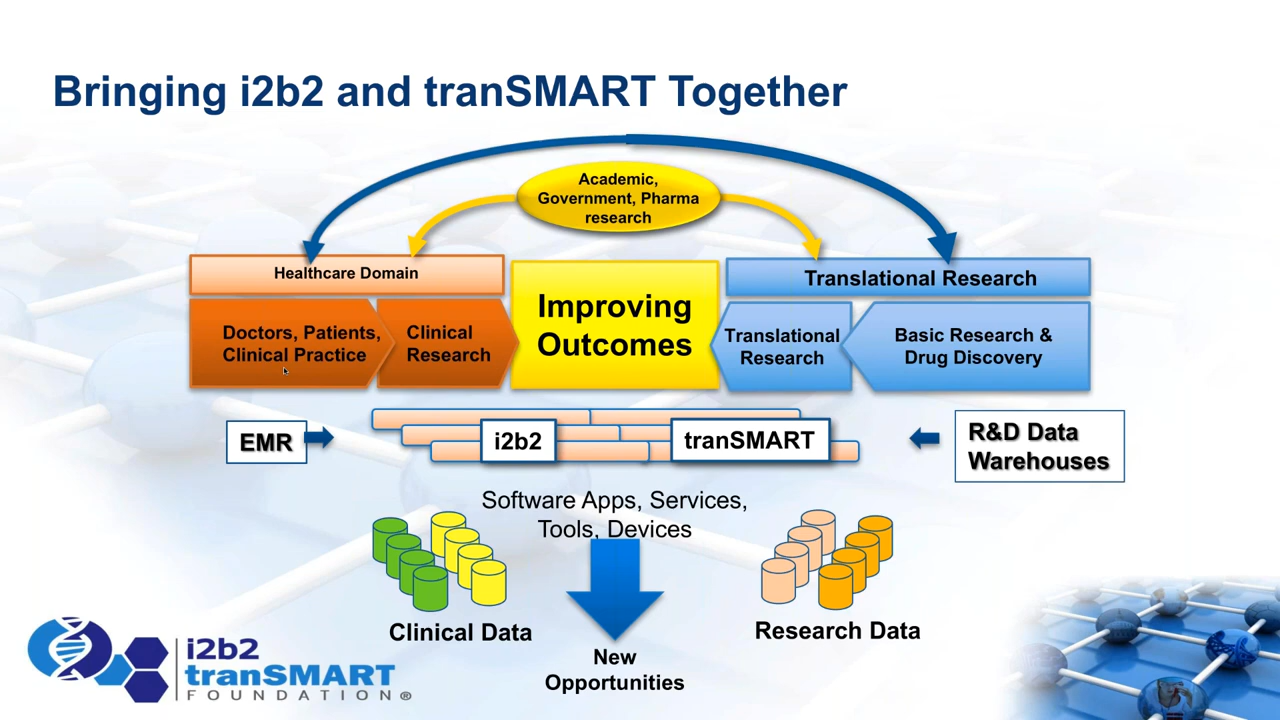 Bringing i2b2 and tranSMART Together
Academic,
Government, Pharma
research
Healthcare Domain
Translational Research
Doctors, Patients,
Clinical Practice
Clinical
Research
Improving
Outcomes
Translational
Research
Basic Research &
Drug Discovery
EMR
i2b2
tranSMART
R&D Data
Warehouses
Software Apps, Services,
Tools, Devices
Clinical Data
Research Data
New
Opportunities
i2b2
tranSMART
FOUNDATION®